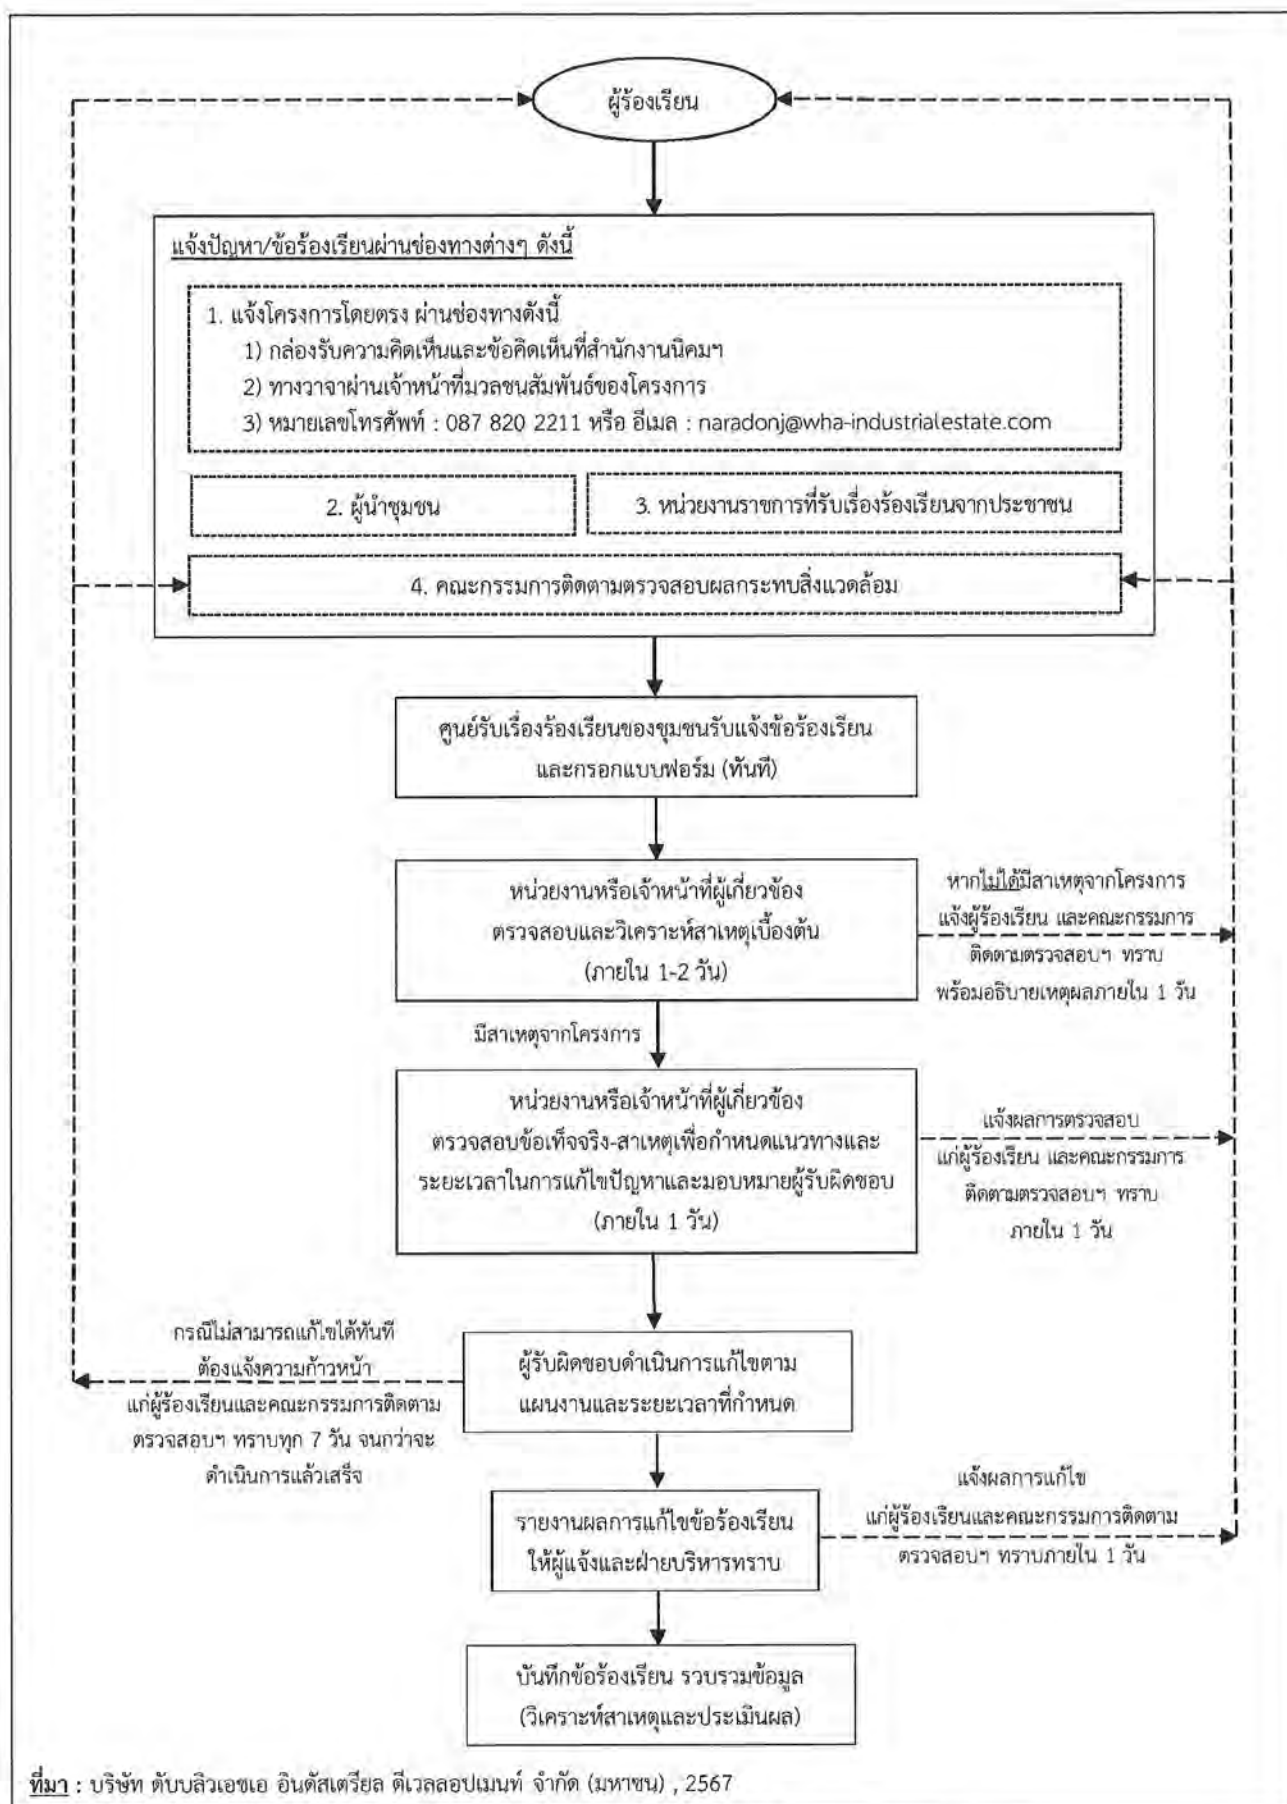 ผู้ร้องเรียน
แจ้งปัญหา/ข้อร้องเรียนผ่านช่องทางต่างๆ ดังนี้
1. แจ้งโครงการโดยตรง ผ่านช่องทางดังนี้
1) กล่องรับความคิดเห็นและข้อคิดเห็นที่สำนักงานนิคมฯ
2) ทางวาจาผ่านเจ้าหน้าที่มวลชนสัมพันธ์ของโครงการ
3) หมายเลขโทรศัพท์ : 087 820 2211 หรือ อีเมล : naradonj@wha-industrialestate.com
2. ผู้นำชุมชน
3. หน่วยงานราชการที่รับเรื่องร้องเรียนจากประชาชน
4. คณะกรรมการติดตามตรวจสอบผลกระทบสิ่งแวดล้อม
ศูนย์รับเรื่องร้องเรียนของชุมชนรับแจ้งข้อร้องเรียน
และกรอกแบบฟอร์ม (ทันที)
หน่วยงานหรือเจ้าหน้าที่ผู้เกี่ยวข้อง
ตรวจสอบและวิเคราะห์สาเหตุเบื้องต้น
(ภายใน 1-2 วัน)
หากไม่ได้มีสาเหตุจากโครงการ
แจ้งผู้ร้องเรียน และคณะกรรมการ
ติดตามตรวจสอบฯ ทราบ
พร้อมอธิบายเหตุผลภายใน 1 วัน
มีสาเหตุจากโครงการ
หน่วยงานหรือเจ้าหน้าที่ผู้เกี่ยวข้อง
ตรวจสอบข้อเท็จจริง-สาเหตุเพื่อกำหนดแนวทางและ
ระยะเวลาในการแก้ไขปัญหาและมอบหมายผู้รับผิดชอบ
(ภายใน 1 วัน)
แจ้งผลการตรวจสอบ
แก่ผู้ร้องเรียน และคณะกรรมการ
ติดตามตรวจสอบฯ ทราบ
ภายใน 1 วัน
กรณีไม่สามารถแก้ไขได้ทันที
ต้องแจ้งความก้าวหน้า
แก่ผู้ร้องเรียนและคณะกรรมการติดตาม
ตรวจสอบฯ ทราบทุก 7 วัน จนกว่าจะ
ดำเนินการแล้วเสร็จ
ผู้รับผิดชอบดำเนินการแก้ไขตาม
แผนงานและระยะเวลาที่กำหนด
รายงานผลการแก้ไขข้อร้องเรียน
ให้ผู้แจ้งและฝ่ายบริหารทราบ
แจ้งผลการแก้ไข
แก่ผู้ร้องเรียนและคณะกรรมการติดตาม
ตรวจสอบฯ ทราบภายใน 1 วัน
บันทึกข้อร้องเรียน รวบรวมข้อมูล
(วิเคราะห์สาเหตุและประเมินผล)
ที่มา : บริษัท ดับบลิวเอชเอ อินดัสเตรียล ดีเวลลอปเมนท์ จำกัด (มหาชน) , 2567